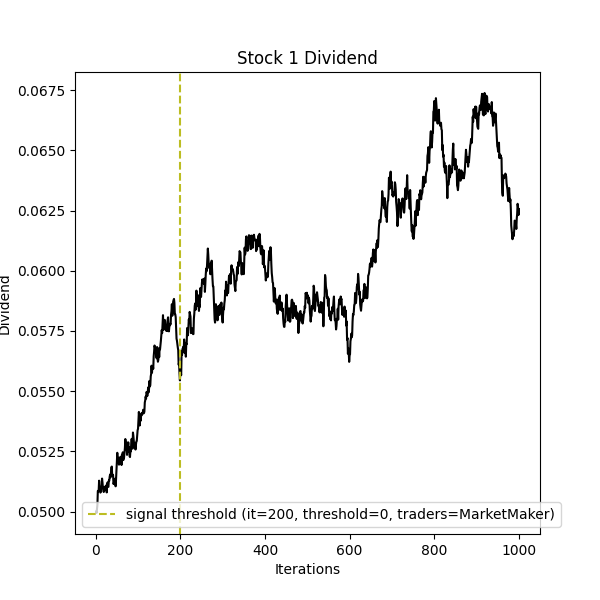 Stock 1 Dividend
0.0675
0.0650
0.0625
0.0600
0.0575
0.0550
0.0525
0.0500
Dividend
signal threshold (it=200, threshold=0, traders=MarketMaker)
0 200 400 600 800 1000
Iterations